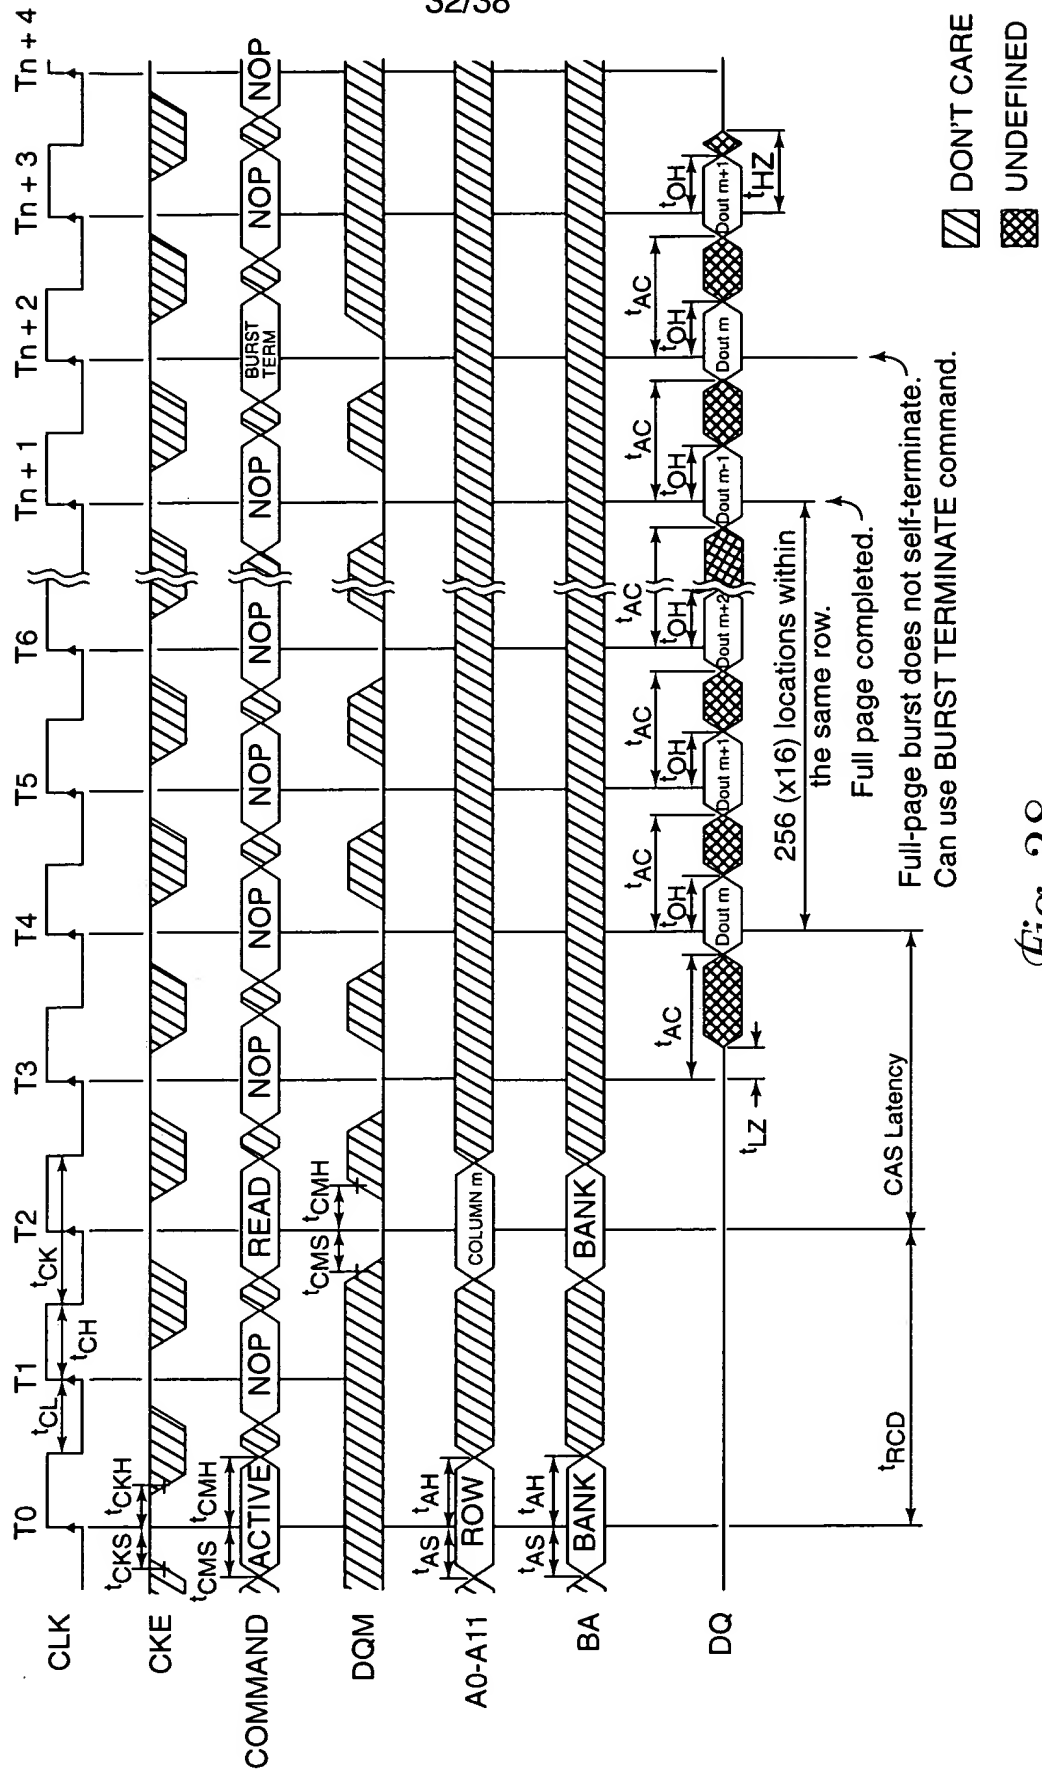 32/38
T0 T1 T2 T3 T4 T5 T6 Tn + 1 Tn + 2 Tn + 3 Tn + 4
CLK
tCL tCH tCK
CKE
tCKS tCKH
COMMAND
tCMS tCMH
ACTIVE NOP READ NOP NOP NOP NOP NOP BURST TERM NOP NOP
DQM
tCMS tCMH
A0-A11
tAS tAH
ROW COLUMN m
BA
tAS tAH
BANK BANK
DQ
tAC tAC tAC tAC tAC tAC tAC
tOH tOH tOH tOH tOH tOH
Dout m Dout m+1 Dout m+2 Dout m-1 Dout m Dout m+1
tLZ tHZ
256 (x16) locations within
the same row.
Full page completed.
tRCD CAS Latency
Full-page burst does not self-terminate.
Can use BURST TERMINATE command.
DON'T CARE
UNDEFINED
Fig. 28